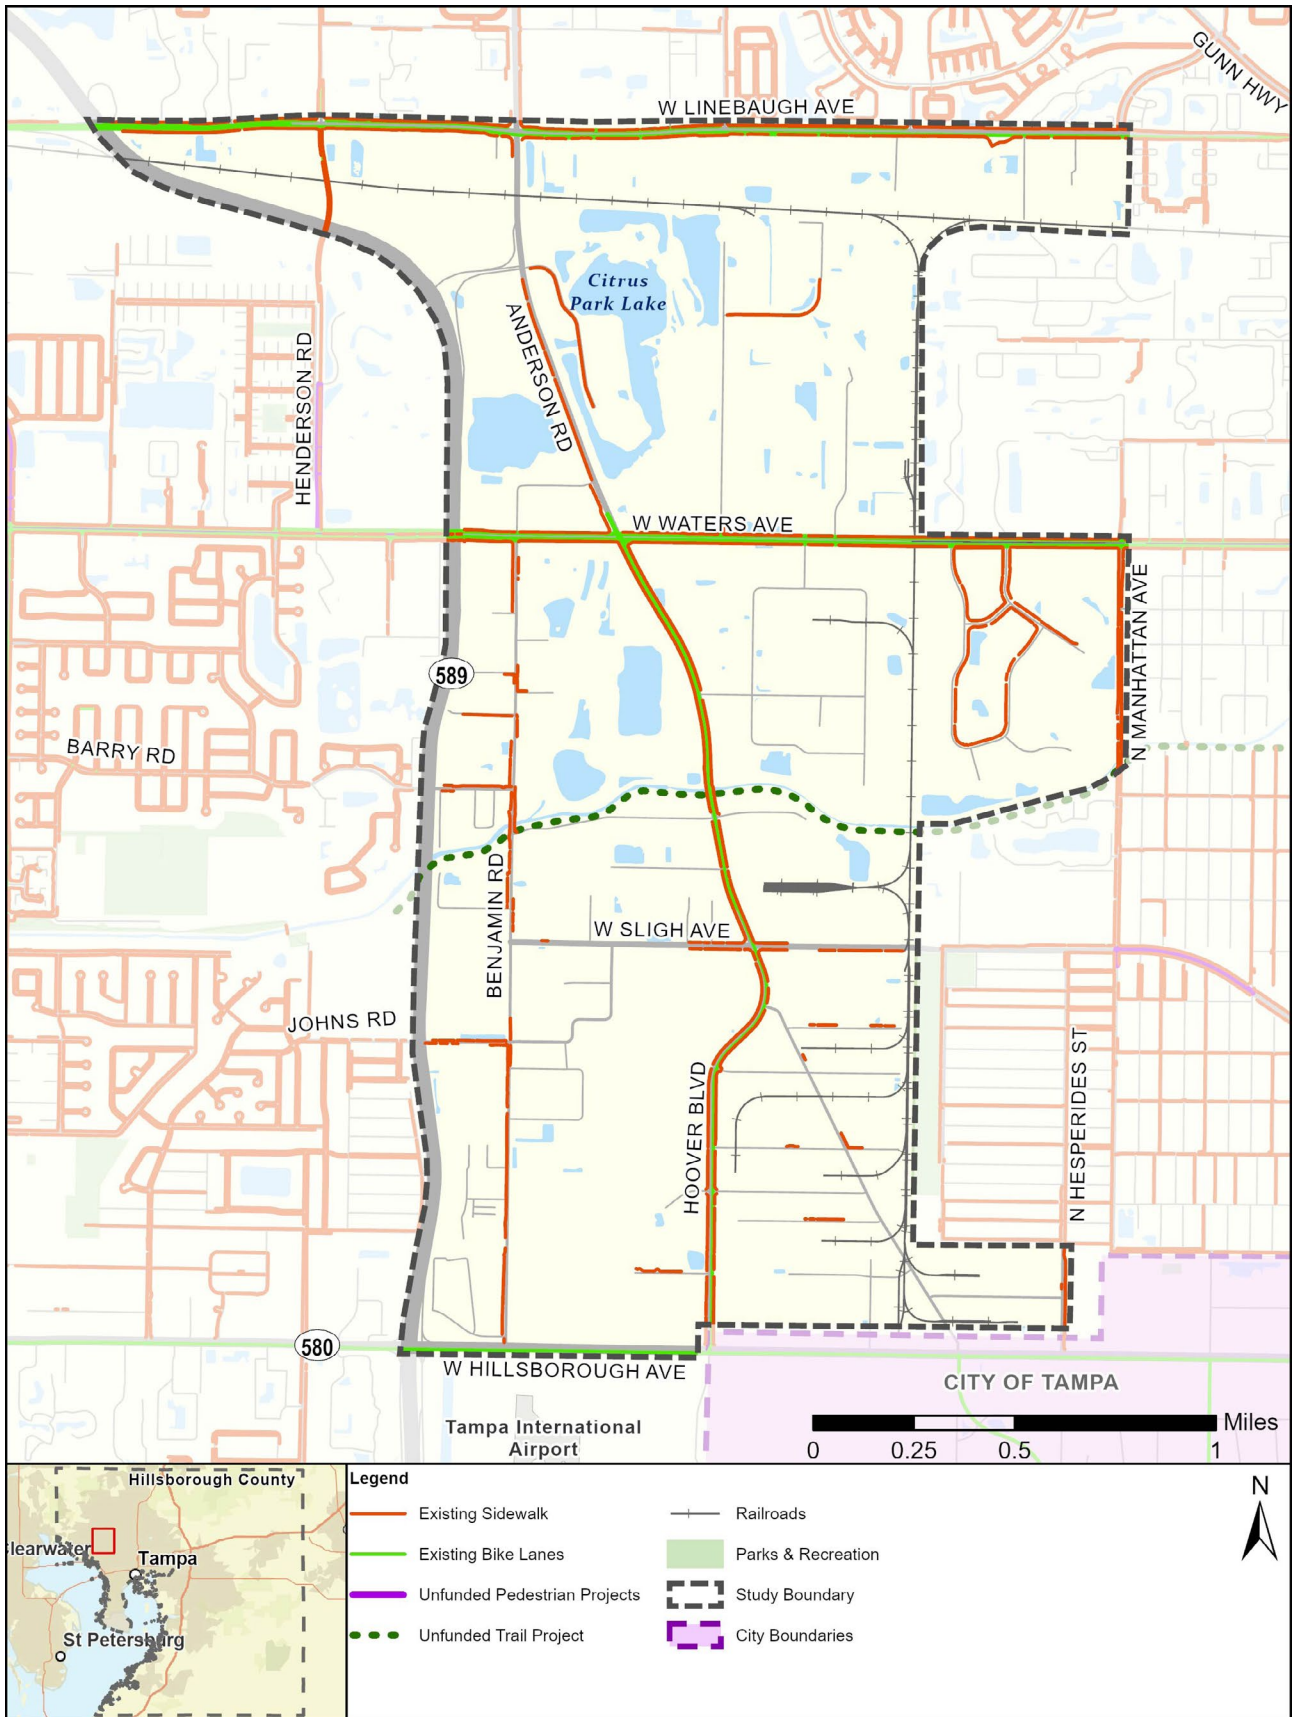 GUNN HWY
W LINEBAUGH AVE
Citrus
Park Lake
ANDERSON RD
HENDERSON RD
W WATERS AVE
N MANHATTAN AVE
589
BARRY RD
BENJAMIN RD
W SLIGH AVE
JOHNS RD
HOOVER BLVD
N HESPERIDES ST
580
W HILLSBOROUGH AVE
CITY OF TAMPA
Tampa International
Airport
Miles
0 0.25 0.5 1
Hillsborough County
Clearwater
Tampa
St Petersburg
Legend
Existing Sidewalk
Existing Bike Lanes
Unfunded Pedestrian Projects
Unfunded Trail Project
Railroads
Parks & Recreation
Study Boundary
City Boundaries
N